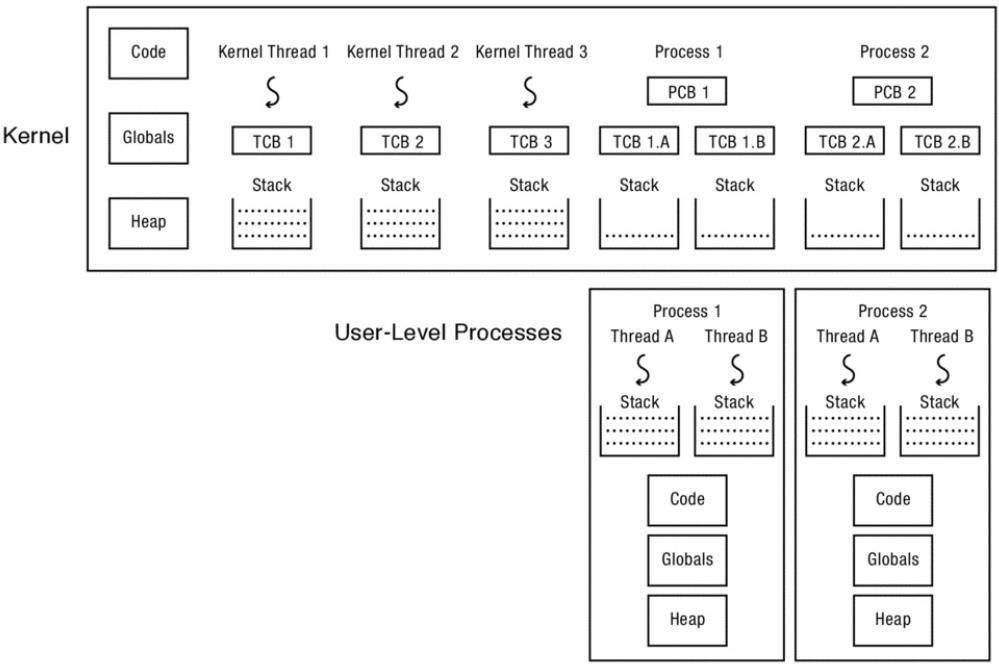 Code
Kernel Thread 1 Kernel Thread 2 Kernel Thread 3 Process 1 Process 2
PCB 1 PCB 2
Kernel
Globals
TCB 1 TCB 2 TCB 3 TCB 1.A TCB 1.B TCB 2.A TCB 2.B
Stack Stack Stack Stack Stack Stack Stack
Heap
User-Level Processes
Process 1
Thread A Thread B
Stack Stack
Code
Globals
Heap
Process 2
Thread A Thread B
Stack Stack
Code
Globals
Heap